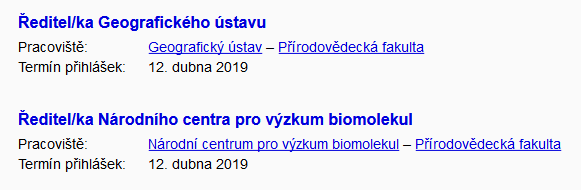 Ředitel/ka Geografického ústavu
Pracoviště: Geografický ústav – Přírodovědecká fakulta
Termín přihlášek: 12. dubna 2019
Ředitel/ka Národního centra pro výzkum biomolekul
Pracoviště: Národní centrum pro výzkum biomolekul – Přírodovědecká fakulta
Termín přihlášek: 12. dubna 2019